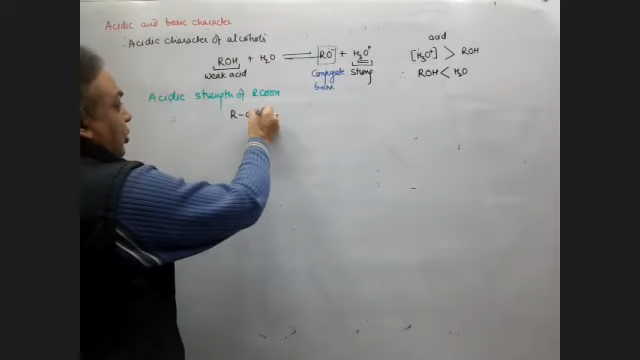 Acidic and basic character
Acidic character of alcohols
ROH + H₂O ⇌ RO⁻ + H₃O⁺
weak acid
Conjugate base
strong
acid
[H₃O⁺] > ROH
∴ ROH < H₂O
Acidic strength of RCOOH
R-C